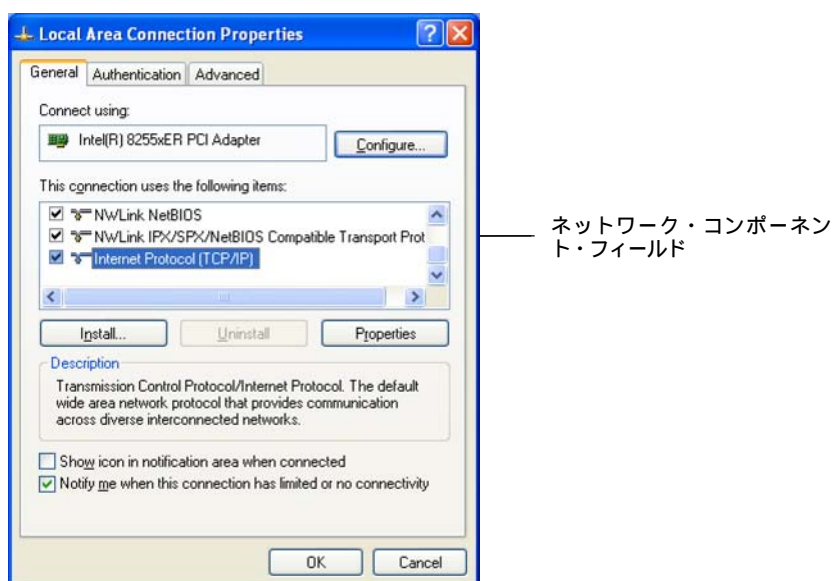 Local Area Connection Properties
General Authentication Advanced
Connect using:
Intel(R) 8255xER PCI Adapter
Configure...
This connection uses the following items:
NWLink NetBIOS
NWLink IPX/SPX/NetBIOS Compatible Transport Prot
Internet Protocol (TCP/IP)
ネットワーク・コンポーネン
ト・フィールド
Install... Uninstall Properties
Description
Transmission Control Protocol/Internet Protocol. The default
wide area network protocol that provides communication
across diverse interconnected networks.
Show icon in notification area when connected
Notify me when this connection has limited or no connectivity
OK Cancel